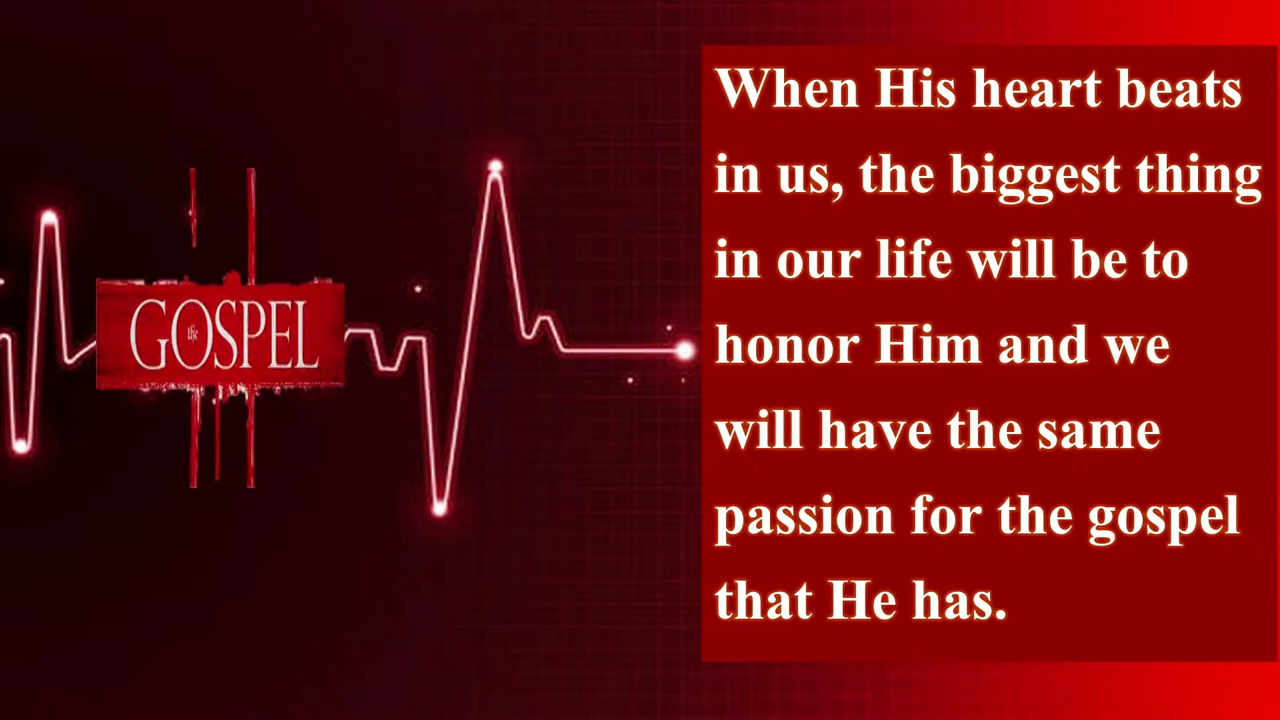 the
GOSPEL
When His heart beats
in us, the biggest thing
in our life will be to
honor Him and we
will have the same
passion for the gospel
that He has.